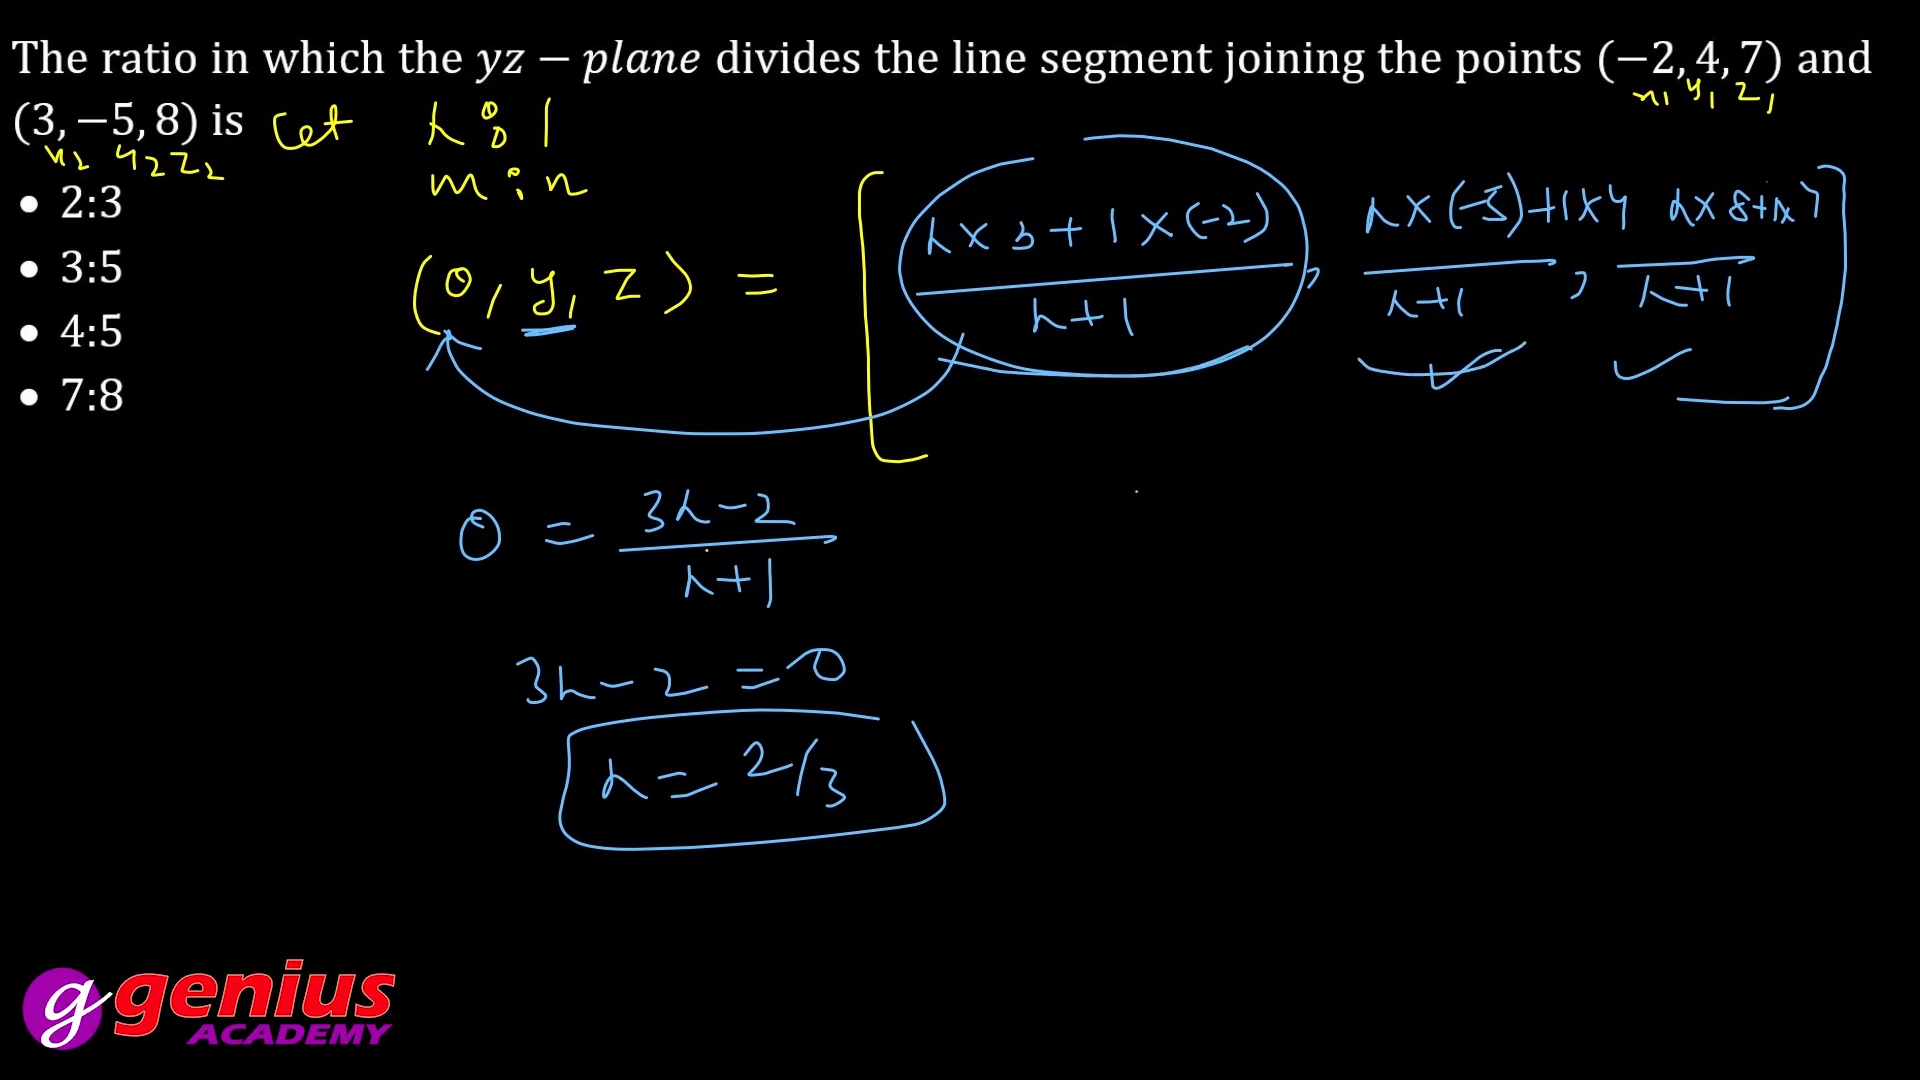 The ratio in which the yz − plane divides the line segment joining the points (−2, 4, 7) and
x₁ y₁ z₁
(3, −5, 8) is Let λ : 1
x₂ y₂ z₂ m : n
• 2:3
• 3:5
• 4:5
• 7:8
(0, y, z) = [ (λ×3+1×(−2))/(λ+1) , (λ×(−5)+1×4)/(λ+1) , (λ×8+1×7)/(λ+1) ]
0 = (3λ−2)/(λ+1)
3λ−2 = 0
λ = 2/3
g genius
ACADEMY